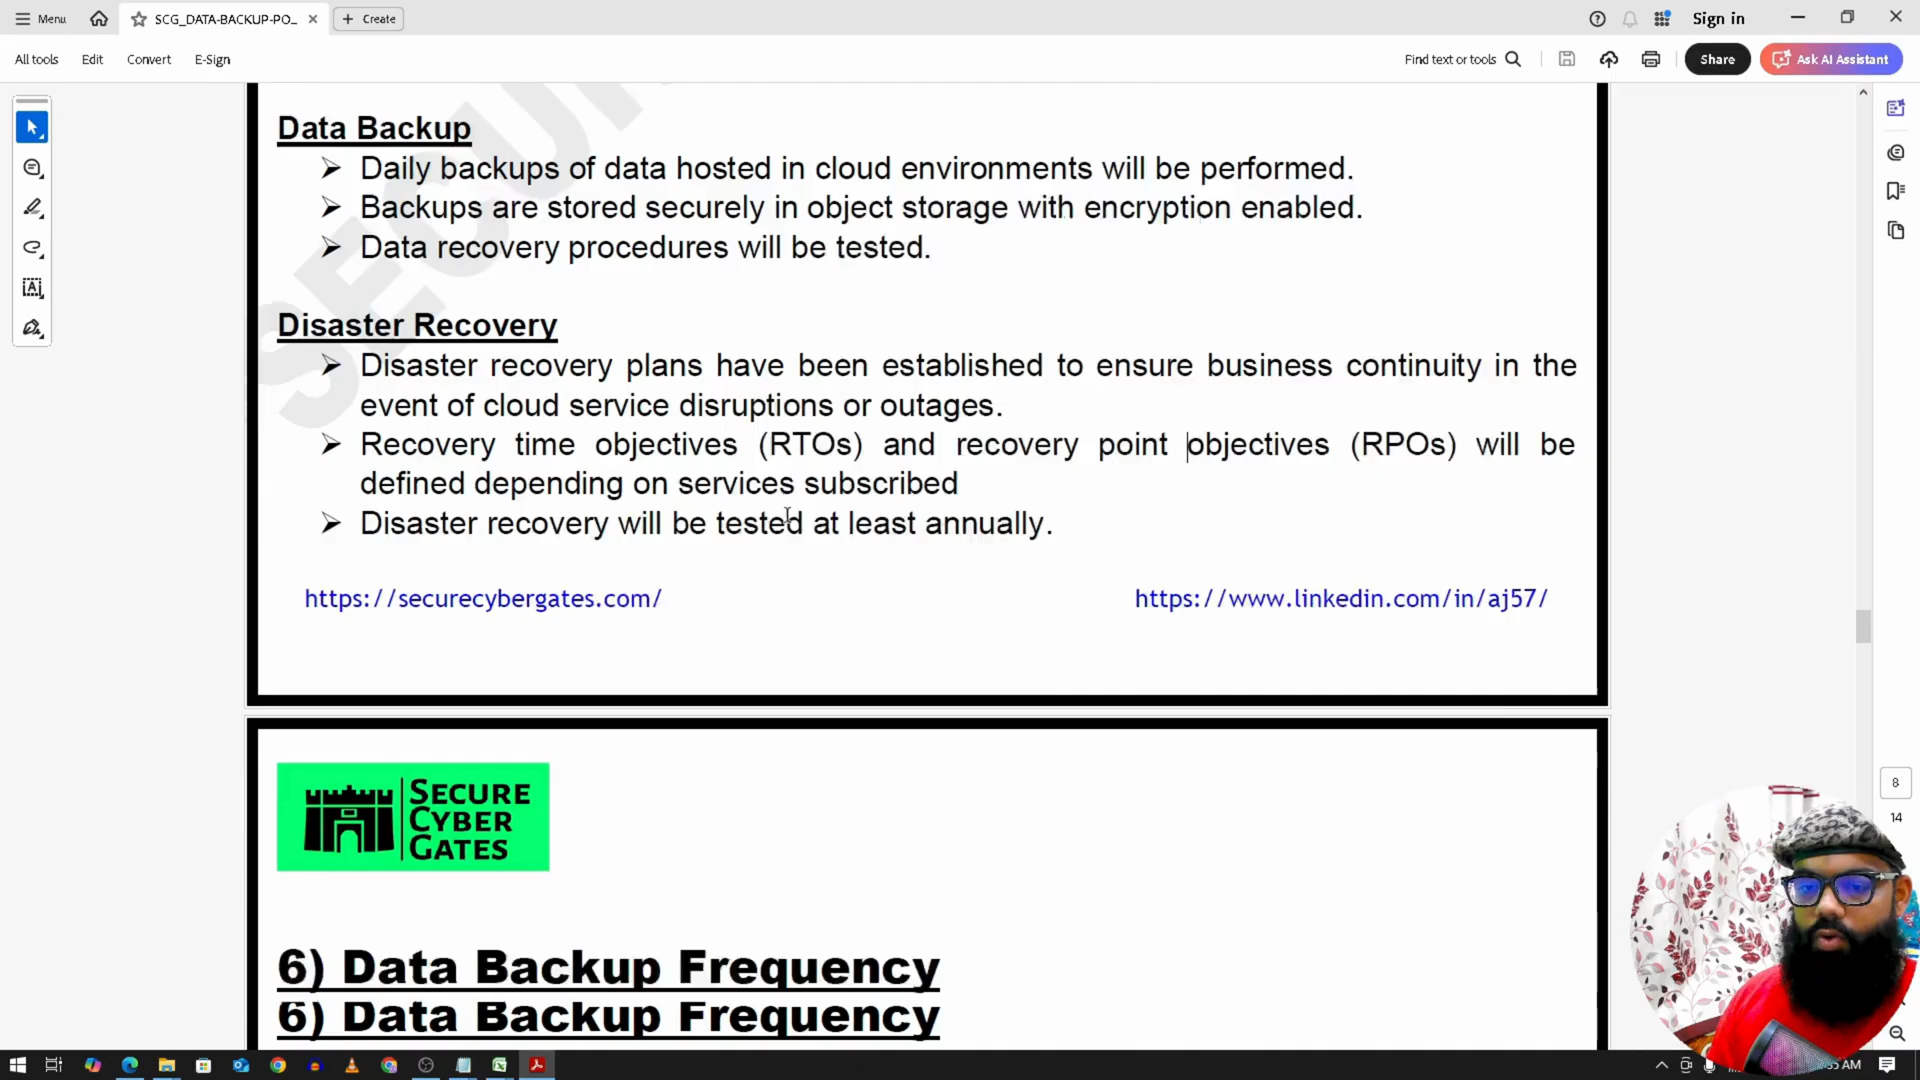 Menu
SCG_DATA-BACKUP-PO...
Create
Sign in
All tools
Edit
Convert
E-Sign
Find text or tools
Share
Ask AI Assistant
Data Backup
➢ Daily backups of data hosted in cloud environments will be performed.
➢ Backups are stored securely in object storage with encryption enabled.
➢ Data recovery procedures will be tested.
Disaster Recovery
➢ Disaster recovery plans have been established to ensure business continuity in the
event of cloud service disruptions or outages.
➢ Recovery time objectives (RTOs) and recovery point objectives (RPOs) will be
defined depending on services subscribed
➢ Disaster recovery will be tested at least annually.
https://securecybergates.com/
https://www.linkedin.com/in/aj57/
SECURE
CYBER
GATES
8
14
6) Data Backup Frequency
6) Data Backup Frequency